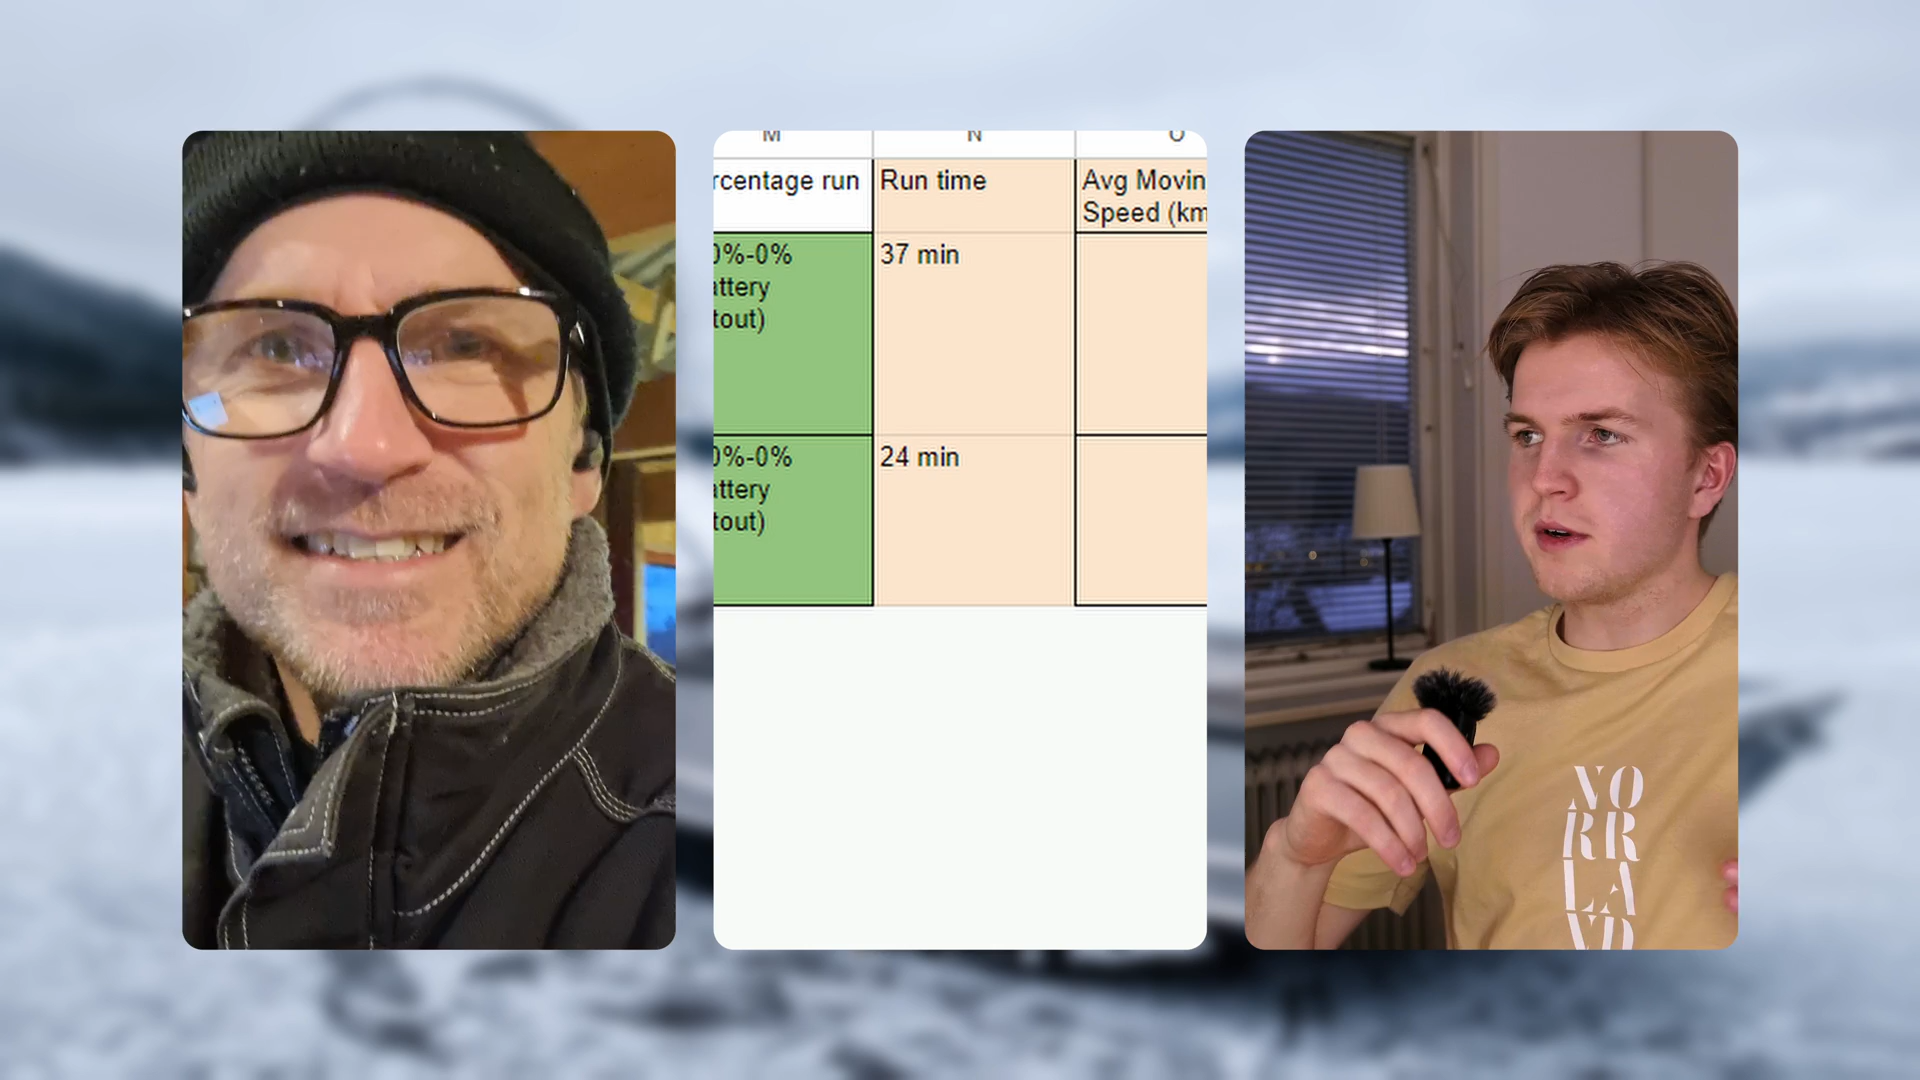 M N O
rcentage run
Run time
Avg Movin
Speed (km
0%-0%
attery
tout)
37 min
0%-0%
attery
tout)
24 min
NO
RR
LA
ND